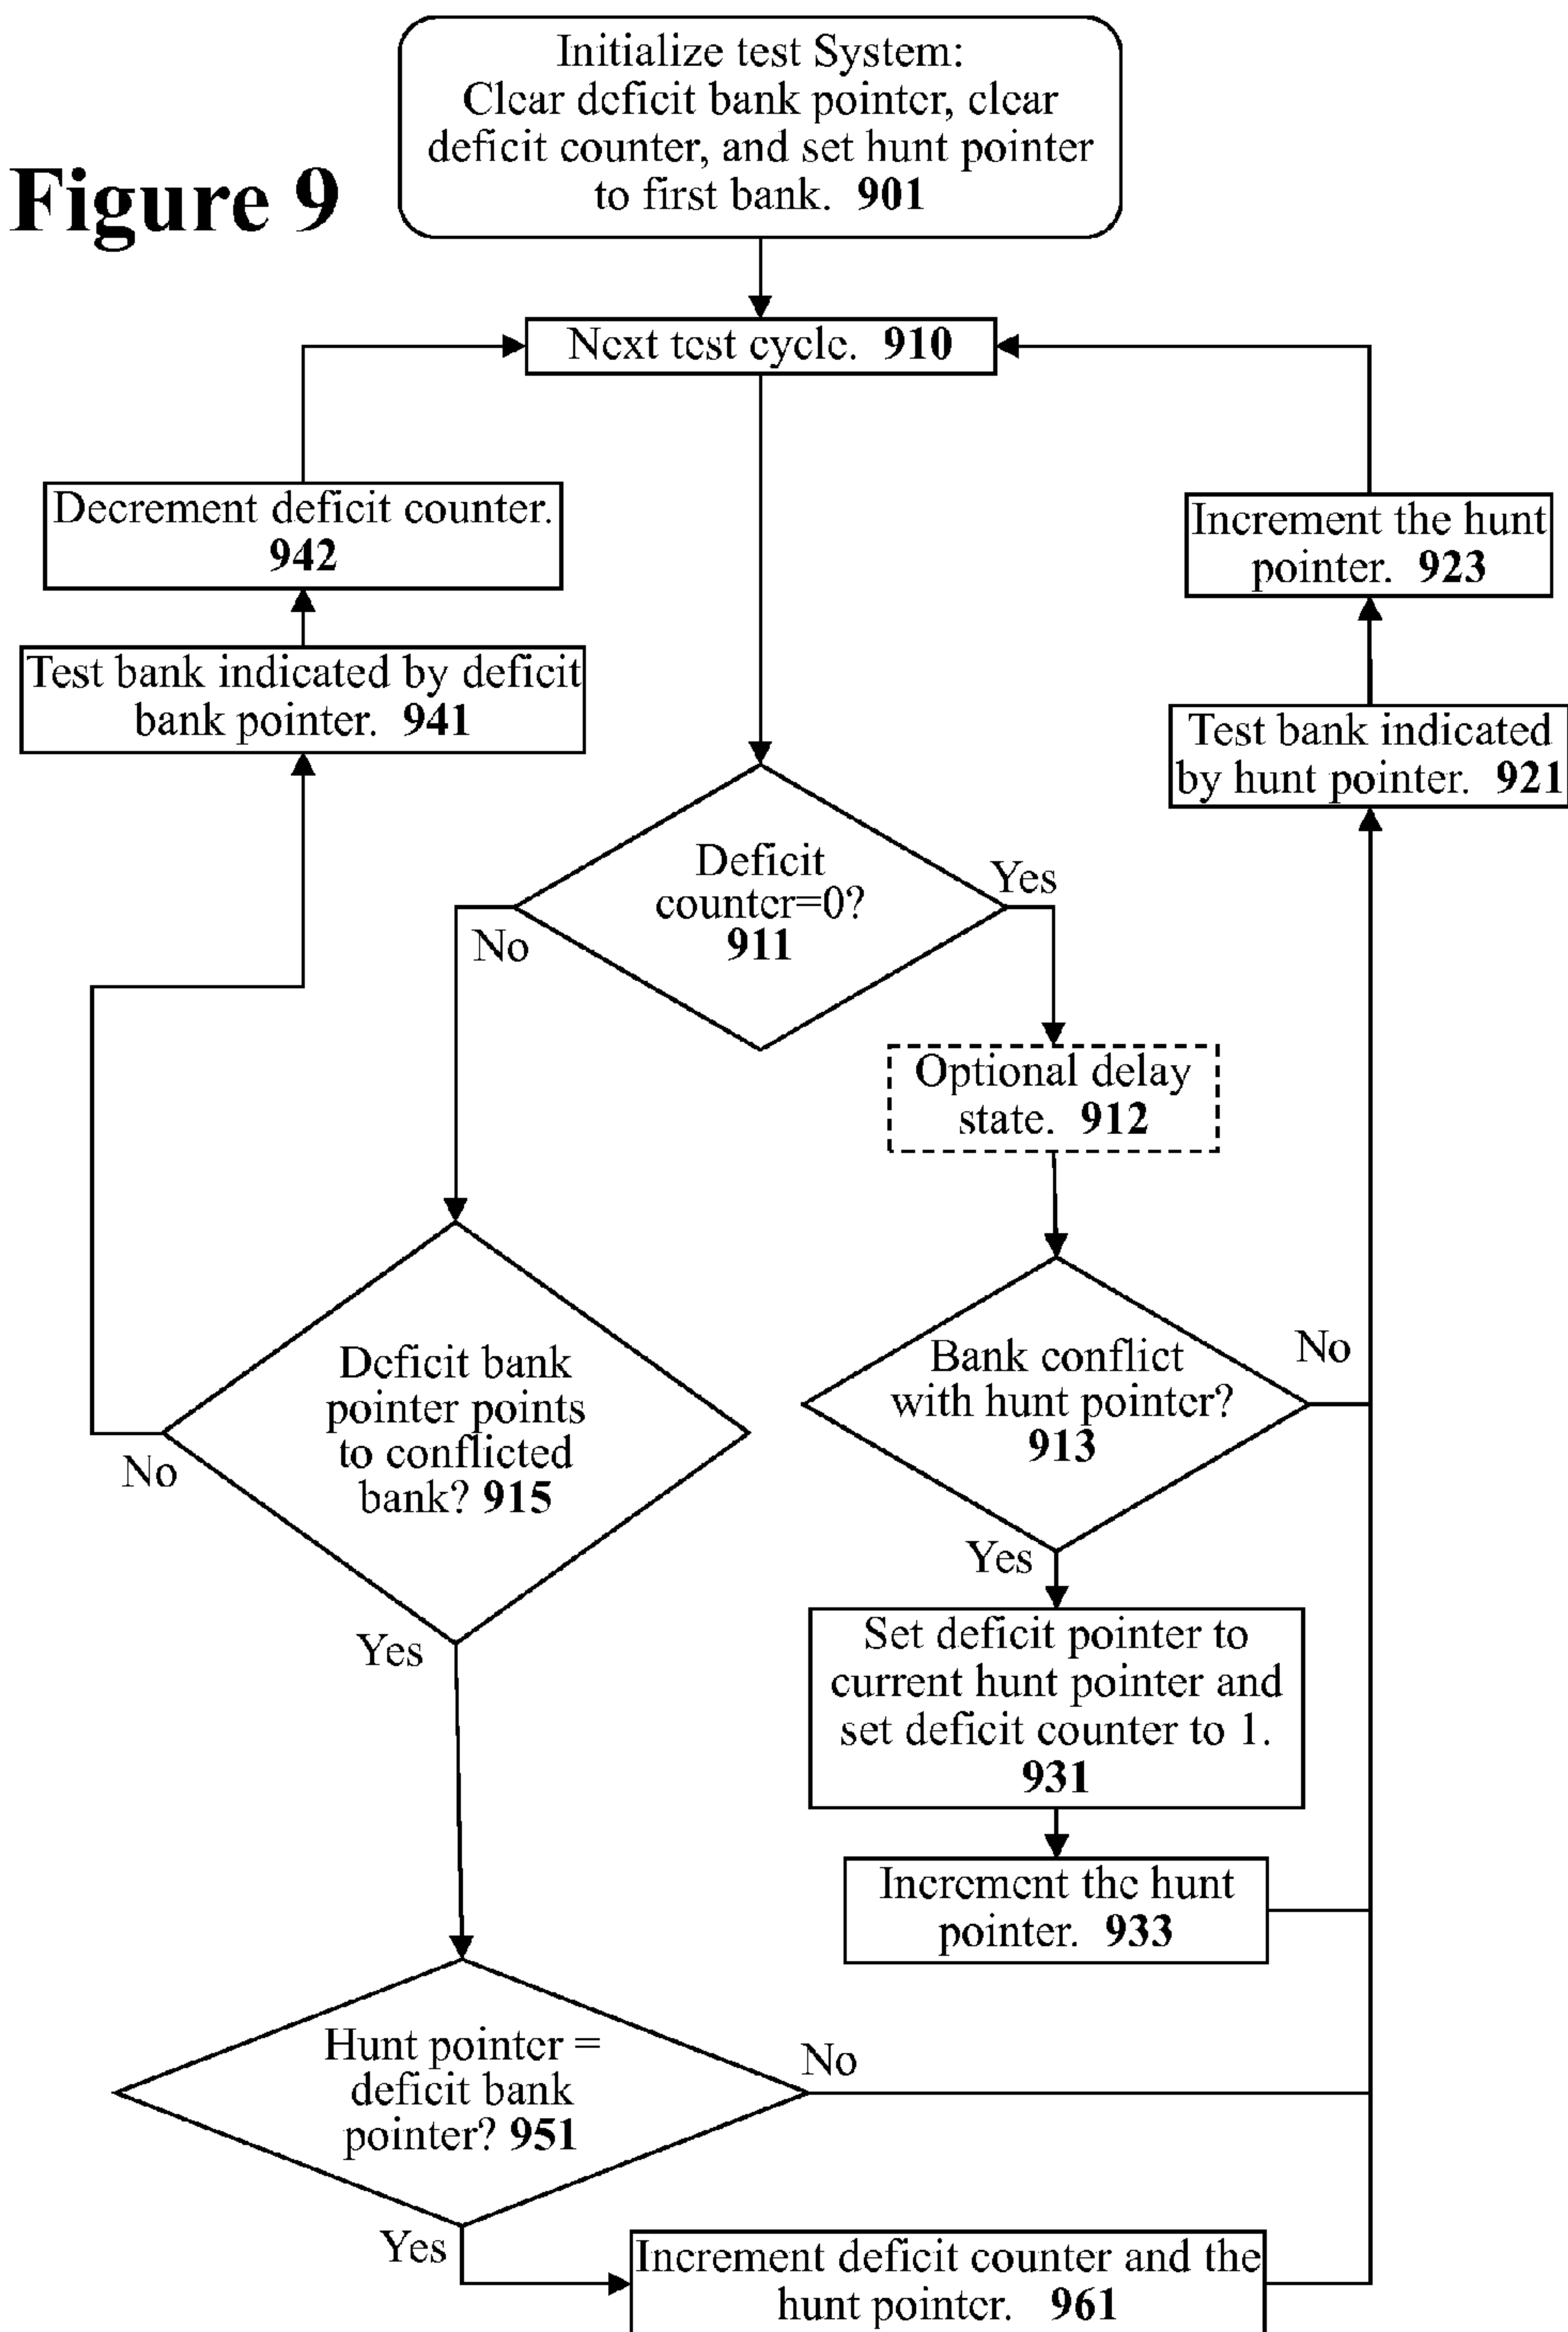 Initialize test System:
Clear deficit bank pointer, clear
deficit counter, and set hunt pointer
to first bank. 901
Figure 9
Next test cycle. 910
Decrement deficit counter.
942
Increment the hunt
pointer. 923
Test bank indicated by deficit
bank pointer. 941
Test bank indicated
by hunt pointer. 921
Deficit
counter=0?
911
Yes
No
Optional delay
state. 912
Deficit bank
pointer points
to conflicted
bank? 915
No
Yes
Bank conflict
with hunt pointer?
913
No
Yes
Set deficit pointer to
current hunt pointer and
set deficit counter to 1.
931
Increment the hunt
pointer. 933
Hunt pointer =
deficit bank
pointer? 951
No
Yes
Increment deficit counter and the
hunt pointer. 961